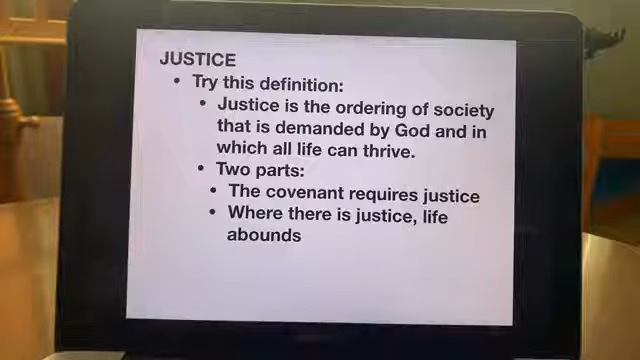 JUSTICE
• Try this definition:
• Justice is the ordering of society
that is demanded by God and in
which all life can thrive.
• Two parts:
• The covenant requires justice
• Where there is justice, life
abounds